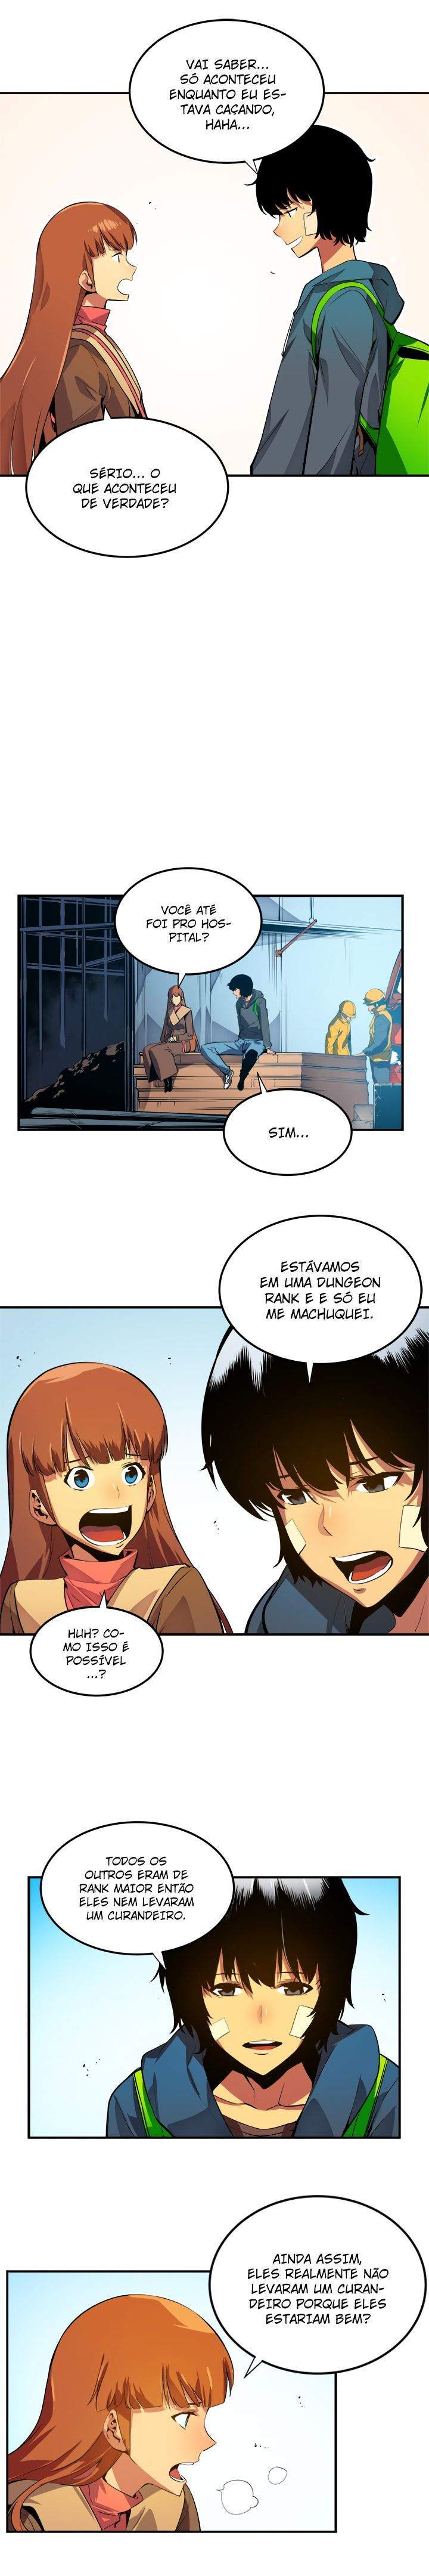 VAI SABER...
SÓ ACONTECEU
ENQUANTO EU ES-
TAVA CAÇANDO,
HAHA...
SÉRIO... O
QUE ACONTECEU
DE VERDADE?
VOCÊ ATÉ
FOI PRO HOS-
PITAL?
SIM...
ESTÁVAMOS
EM UMA DUNGEON
RANK E E SÓ EU
ME MACHUQUEI.
HUH? CO-
MO ISSO É
POSSÍVEL
...?
TODOS OS
OUTROS ERAM DE
RANK MAIOR ENTÃO
ELES NEM LEVARAM
UM CURANDEIRO.
AINDA ASSIM,
ELES REALMENTE NÃO
LEVARAM UM CURAN-
DEIRO PORQUE ELES
ESTARIAM BEM?